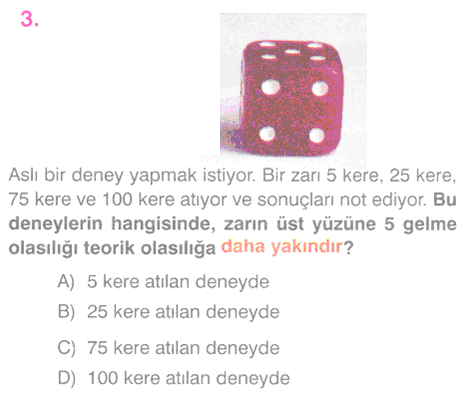 3.
Aslı bir deney yapmak istiyor. Bir zarı 5 kere, 25 kere,
75 kere ve 100 kere atıyor ve sonuçları not ediyor. Bu
deneylerin hangisinde, zarın üst yüzüne 5 gelme
olasılığı teorik olasılığa daha yakındır?
A) 5 kere atılan deneyde
B) 25 kere atılan deneyde
C) 75 kere atılan deneyde
D) 100 kere atılan deneyde